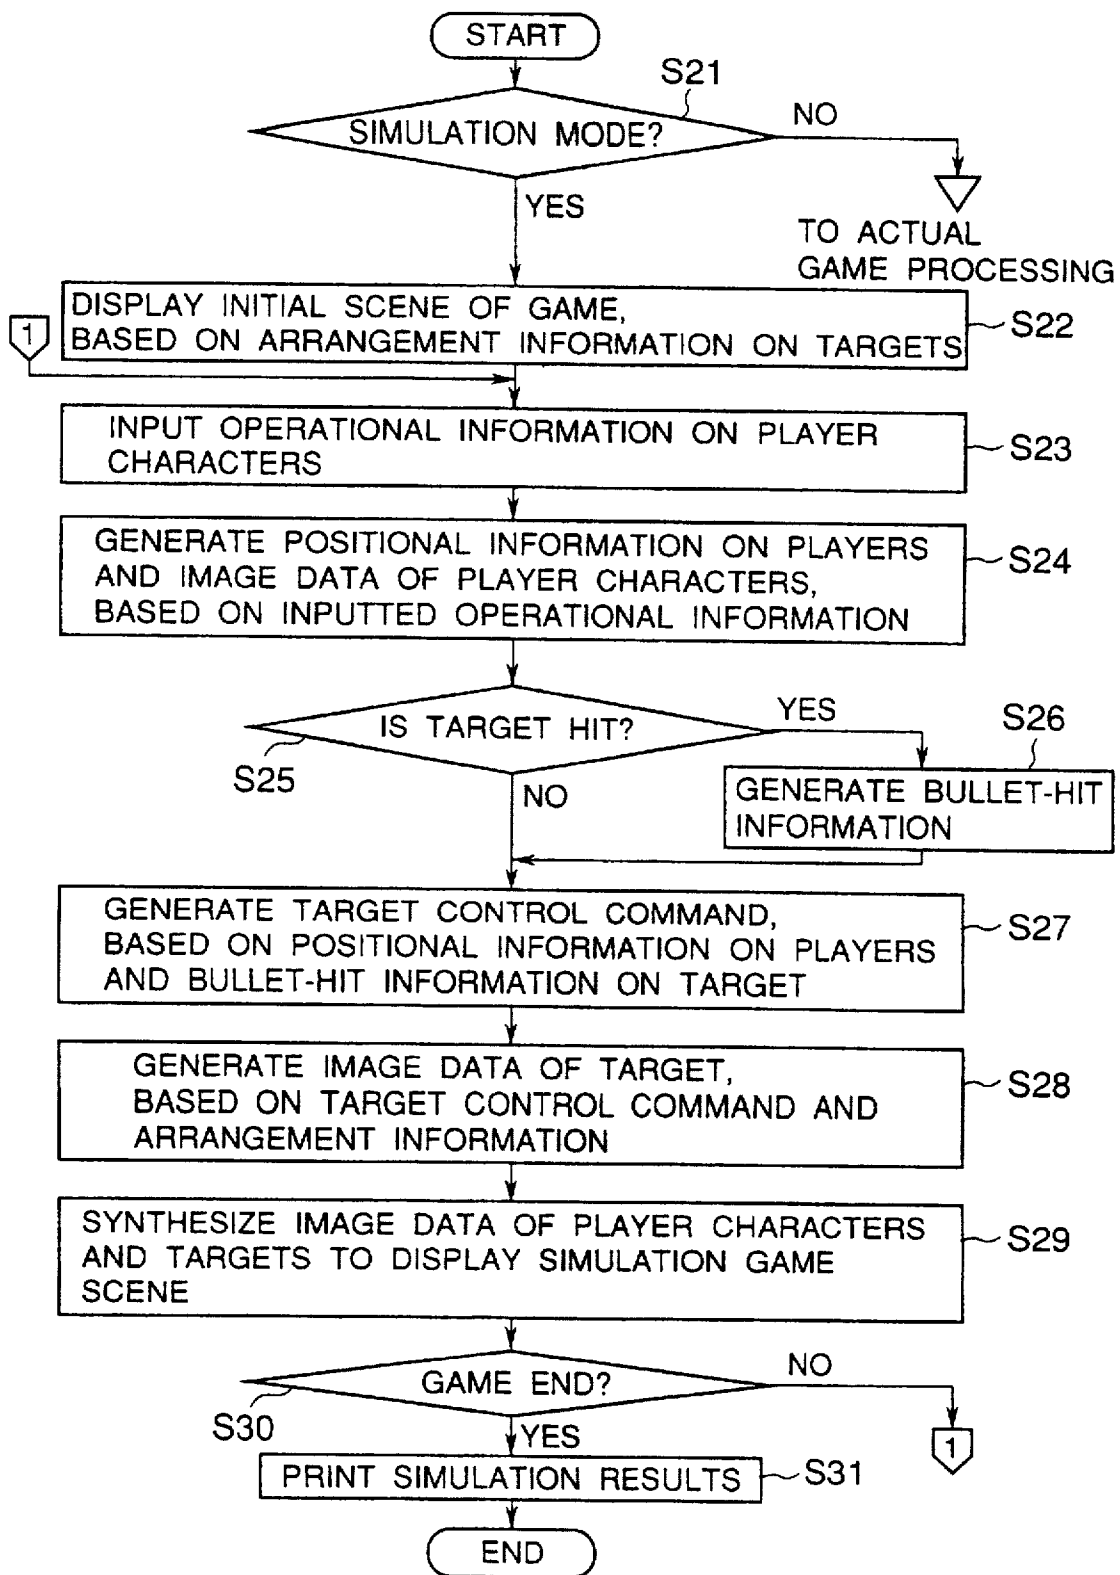 START
S21
SIMULATION MODE?
NO
YES
TO ACTUAL
GAME PROCESSING
DISPLAY INITIAL SCENE OF GAME,
BASED ON ARRANGEMENT INFORMATION ON TARGETS
S22
1
INPUT OPERATIONAL INFORMATION ON PLAYER
CHARACTERS
S23
GENERATE POSITIONAL INFORMATION ON PLAYERS
AND IMAGE DATA OF PLAYER CHARACTERS,
BASED ON INPUTTED OPERATIONAL INFORMATION
S24
IS TARGET HIT?
YES
S25
NO
S26
GENERATE BULLET-HIT
INFORMATION
GENERATE TARGET CONTROL COMMAND,
BASED ON POSITIONAL INFORMATION ON PLAYERS
AND BULLET-HIT INFORMATION ON TARGET
S27
GENERATE IMAGE DATA OF TARGET,
BASED ON TARGET CONTROL COMMAND AND
ARRANGEMENT INFORMATION
S28
SYNTHESIZE IMAGE DATA OF PLAYER CHARACTERS
AND TARGETS TO DISPLAY SIMULATION GAME
SCENE
S29
GAME END?
NO
S30
YES
1
PRINT SIMULATION RESULTS
S31
END